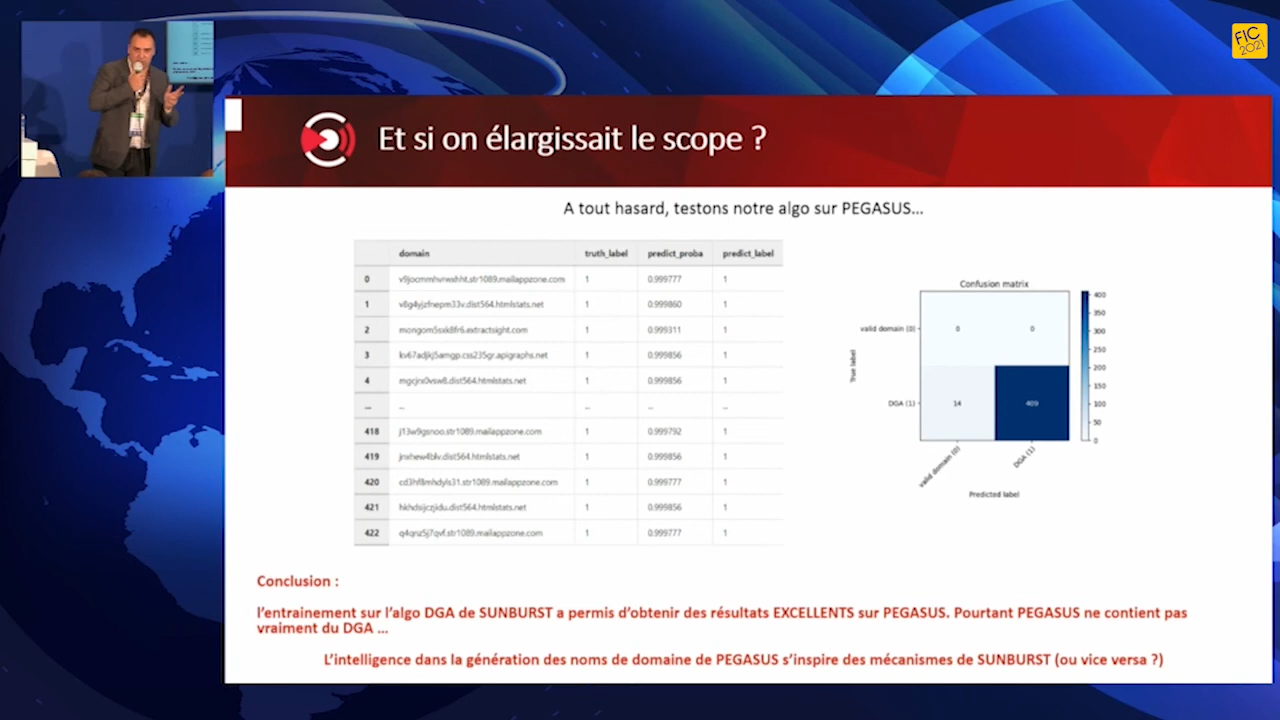 FIC
2021
Et si on élargissait le scope ?
A tout hasard, testons notre algo sur PEGASUS...
domain truth_label predict_proba predict_label
0 v9jocmmhvrwahht.str1089.mailappzone.com 1 0.999777 1
1 v8g4yjzfnepm33v.dist564.htmlstats.net 1 0.999860 1
2 mongom5sxk8fr6.extractsight.com 1 0.999311 1
3 kv67adjkj5amgp.css235gr.apigraphs.net 1 0.999856 1
4 mgcjrx0vsw8.dist564.htmlstats.net 1 0.999856 1
... ... ... ... ...
418 j13w9gsnoo.str1089.mailappzone.com 1 0.999792 1
419 jnxhew4blv.dist564.htmlstats.net 1 0.999856 1
420 cd3hf8mhdyls31.str1089.mailappzone.com 1 0.999777 1
421 hkhdsijczjidu.dist564.htmlstats.net 1 0.999856 1
422 q4qnz5j7qvf.str1089.mailappzone.com 1 0.999777 1
Confusion matrix
valid domain (0) 0 0
DGA (1) 14 409
True label
valid domain (0) DGA (1)
Predicted label
400
350
300
250
200
150
100
50
0
Conclusion :
l'entrainement sur l'algo DGA de SUNBURST a permis d'obtenir des résultats EXCELLENTS sur PEGASUS. Pourtant PEGASUS ne contient pas
vraiment du DGA ...
L'intelligence dans la génération des noms de domaine de PEGASUS s'inspire des mécanismes de SUNBURST (ou vice versa ?)